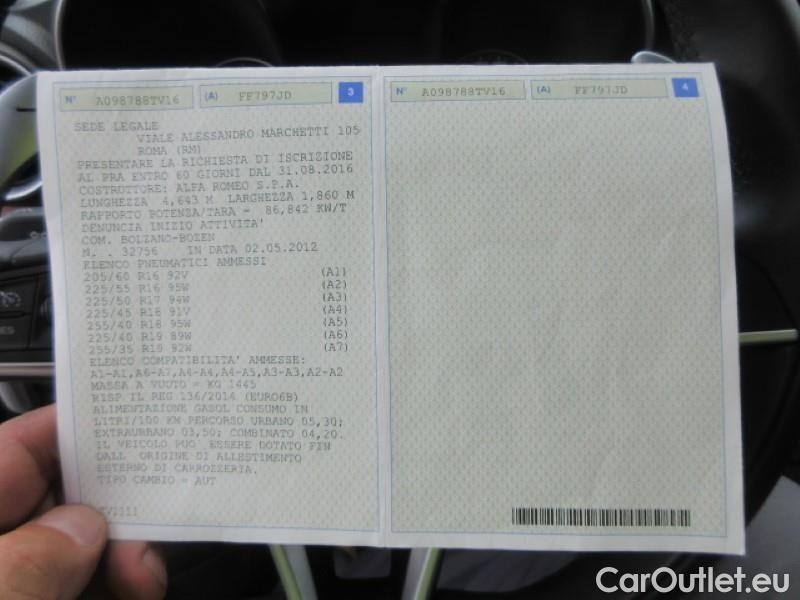 N° A098788TV16 (A) FF797JD 3
SEDE LEGALE
VIALE ALESSANDRO MARCHETTI 105
ROMA (RM)
PRESENTARE LA RICHIESTA DI ISCRIZIONE
AL PRA ENTRO 60 GIORNI DAL 31.08.2016
COSTRUTTORE: ALFA ROMEO S.P.A.
LUNGHEZZA 4,643 M LARGHEZZA 1,860 M
RAPPORTO POTENZA/TARA = 86,842 KW/T
DENUNCIA INIZIO ATTIVITA'
COM. BOLZANO-BOZEN
N. . 32756 IN DATA 02.05.2012
ELENCO PNEUMATICI AMMESSI
205/60 R16 92V (A1)
225/55 R16 95W (A2)
225/50 R17 94W (A3)
225/45 R18 91V (A4)
255/40 R18 95W (A5)
225/40 R19 89W (A6)
255/35 R19 92W (A7)
ELENCO COMPATIBILITA' AMMESSE:
A1-A1,A6-A7,A4-A4,A4-A5,A3-A3,A2-A2
MASSA A VUOTO = KG 1445
RISP IL REG 136/2014 (EURO6B)
ALIMENTAZIONE GASOL CONSUMO IN
LITRI/100 KM PERCORSO URBANO 05,30;
EXTRAURBANO 03,50; COMBINATO 04,20.
IL VEICOLO PUO' ESSERE DOTATO FIN
DALL' ORIGINE DI ALLESTIMENTO
ESTERNO DI CARROZZERIA.
TIPO CAMBIO = AUT
N° A098788TV16 (A) FF797JD 4
CarOutlet.eu